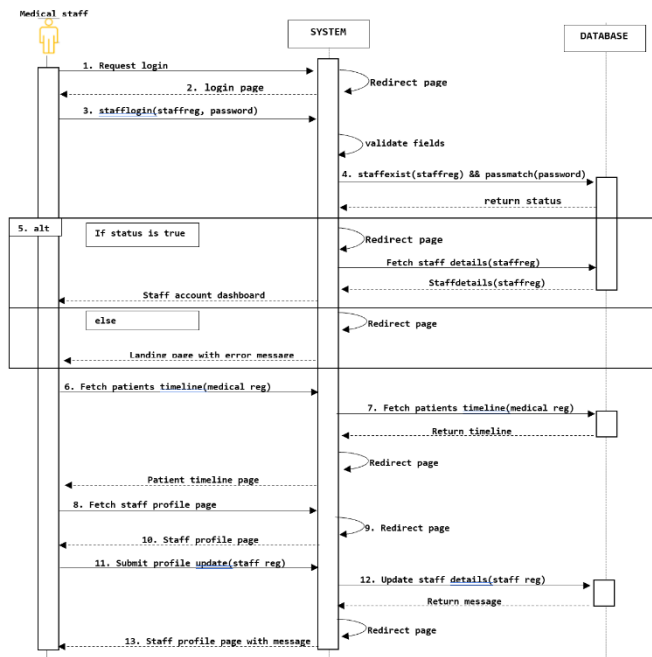 Medical staff
SYSTEM
DATABASE
1. Request login
Redirect page
2. login page
3. stafflogin(staffreg, password)
validate fields
4. staffexist(staffreg) && passmatch(password)
return status
5. alt
If status is true
Redirect page
Fetch staff details(staffreg)
Staffdetails(staffreg)
Staff account dashboard
else
Redirect page
Landing page with error message
6. Fetch patients timeline(medical reg)
7. Fetch patients timeline(medical reg)
Return timeline
Redirect page
Patient timeline page
8. Fetch staff profile page
9. Redirect page
10. Staff profile page
11. Submit profile update(staff reg)
12. Update staff details(staff reg)
Return message
Redirect page
13. Staff profile page with message